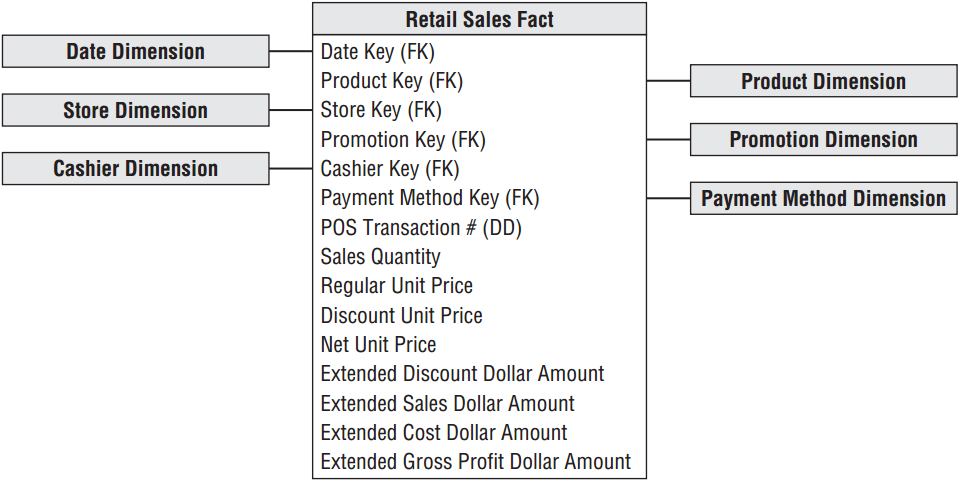 Retail Sales Fact
Date Dimension
Store Dimension
Cashier Dimension
Date Key (FK)
Product Key (FK)
Store Key (FK)
Promotion Key (FK)
Cashier Key (FK)
Payment Method Key (FK)
POS Transaction # (DD)
Sales Quantity
Regular Unit Price
Discount Unit Price
Net Unit Price
Extended Discount Dollar Amount
Extended Sales Dollar Amount
Extended Cost Dollar Amount
Extended Gross Profit Dollar Amount
Product Dimension
Promotion Dimension
Payment Method Dimension